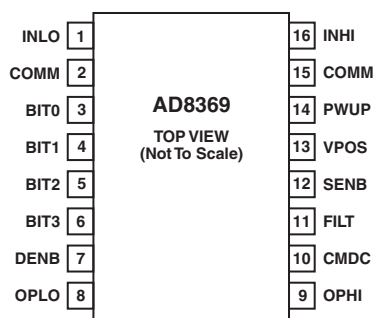 INLO 1
COMM 2
BIT0 3
BIT1 4
BIT2 5
BIT3 6
DENB 7
OPLO 8
AD8369
TOP VIEW
(Not To Scale)
16 INHI
15 COMM
14 PWUP
13 VPOS
12 SENB
11 FILT
10 CMDC
9 OPHI